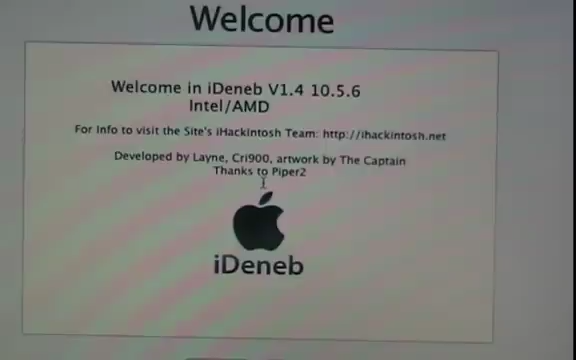 Welcome
Welcome in iDeneb V1.4 10.5.6
Intel/AMD
For Info to visit the Site's iHackintosh Team: http://ihackintosh.net
Developed by Layne, Cri900, artwork by The Captain
Thanks to Piper2
iDeneb